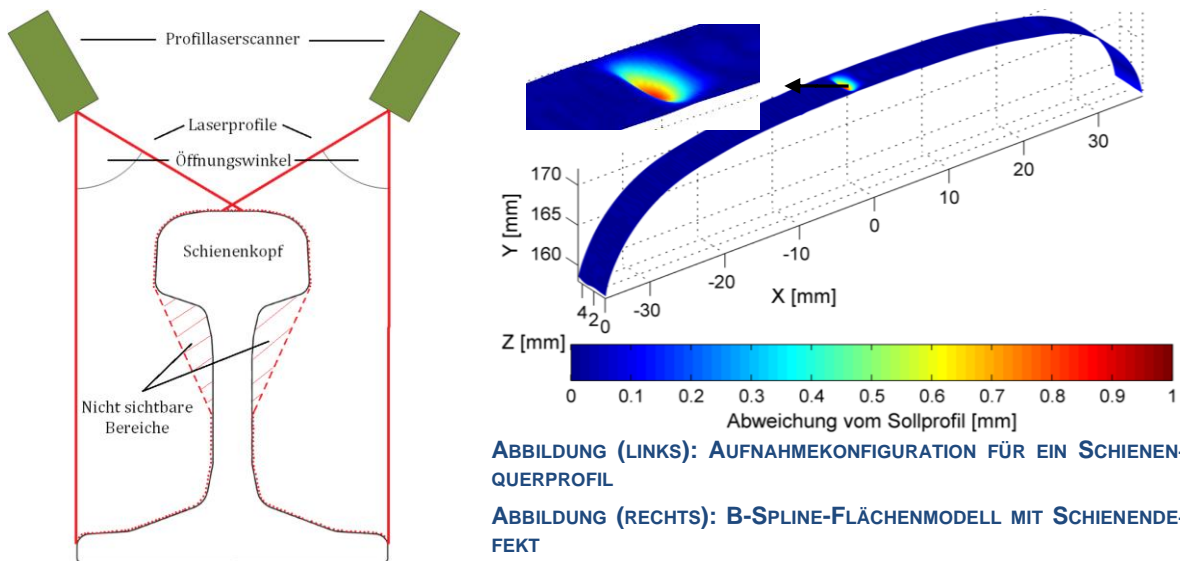 Profillaserscanner
Laserprofile
Öffnungswinkel
Schienenkopf
Nicht sichtbare
Bereiche
170
165
160
Y [mm]
4
2
0
Z [mm]
-30
-20
-10
0
10
20
30
X [mm]
0 0.1 0.2 0.3 0.4 0.5 0.6 0.7 0.8 0.9 1
Abweichung vom Sollprofil [mm]
ABBILDUNG (LINKS): AUFNAHMEKONFIGURATION FÜR EIN SCHIENEN-
QUERPROFIL
ABBILDUNG (RECHTS): B-SPLINE-FLÄCHENMODELL MIT SCHIENENDE-
FEKT